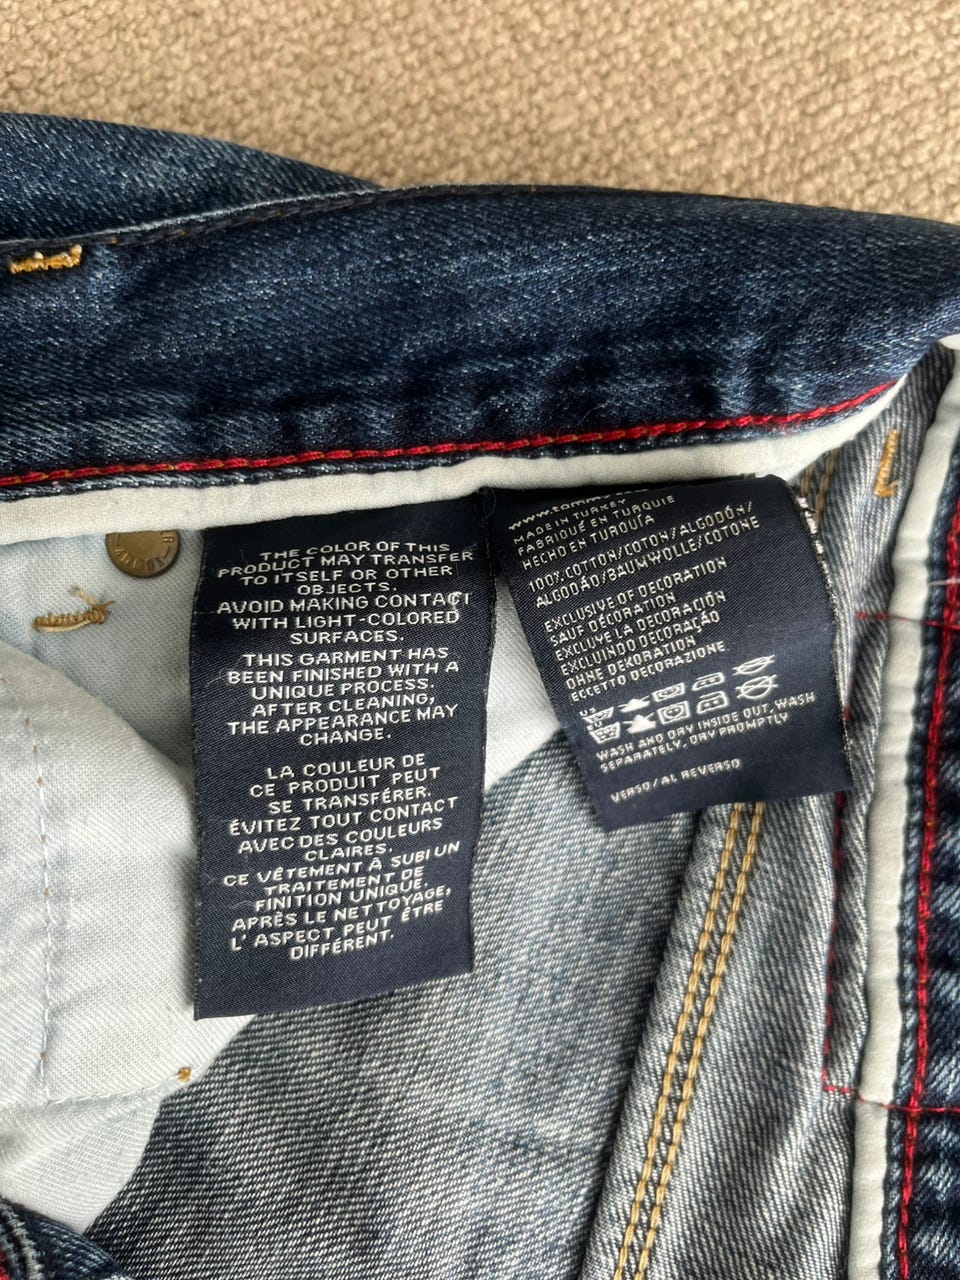 THE COLOR OF THIS
PRODUCT MAY TRANSFER
TO ITSELF OR OTHER
OBJECTS.
AVOID MAKING CONTACT
WITH LIGHT-COLORED
SURFACES.
THIS GARMENT HAS
BEEN FINISHED WITH A
UNIQUE PROCESS.
AFTER CLEANING,
THE APPEARANCE MAY
CHANGE.
LA COULEUR DE
CE PRODUIT PEUT
SE TRANSFÉRER.
ÉVITEZ TOUT CONTACT
AVEC DES COULEURS
CLAIRES.
CE VÊTEMENT À SUBI UN
TRAITEMENT DE
FINITION UNIQUE.
APRÈS LE NETTOYAGE,
L'ASPECT PEUT ÊTRE
DIFFÉRENT.
MADE IN TURKEY
FABRIQUÉ EN TURQUIE
HECHO EN TURQUÍA
100% COTTON/COTON/ALGODÓN/
ALGODÃO/BAUMWOLLE/COTONE
EXCLUSIVE OF DECORATION
SAUF DÉCORATION
EXCLUYE LA DECORACIÓN
EXCLUINDO DECORAÇÃO
OHNE DEKORATION
ECCETTO DECORAZIONE
WASH AND DRY INSIDE OUT, WASH
SEPARATELY, DRY PROMPTLY
VERSO/AL REVERSO